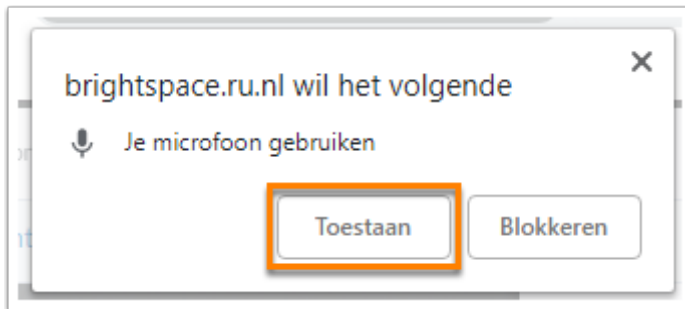 brightspace.ru.nl wil het volgende
Je microfoon gebruiken
Toestaan
Blokkeren